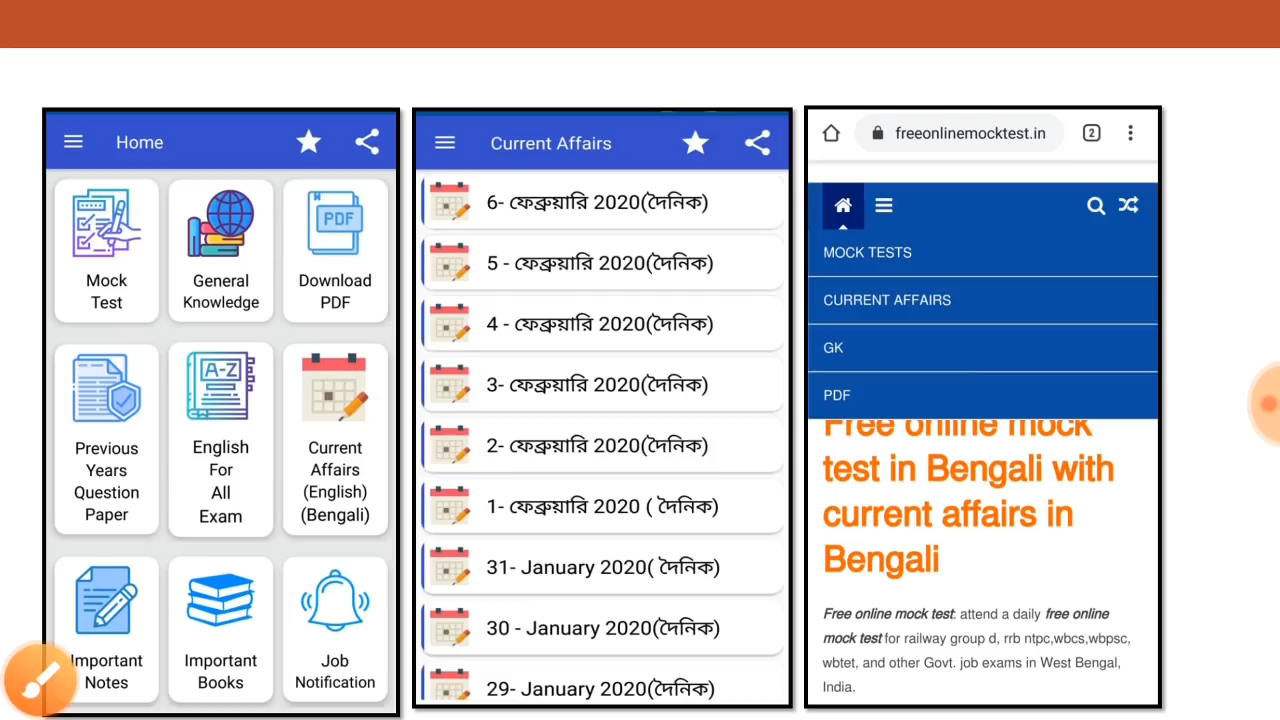 Home
Mock
Test
General
Knowledge
Download
PDF
PDF
Previous
Years
Question
Paper
A-Z
English
For
All
Exam
Current
Affairs
(English)
(Bengali)
Important
Notes
Important
Books
Job
Notification
Current Affairs
6- ফেব্রুয়ারি 2020(দৈনিক)
5 - ফেব্রুয়ারি 2020(দৈনিক)
4 - ফেব্রুয়ারি 2020(দৈনিক)
3- ফেব্রুয়ারি 2020(দৈনিক)
2- ফেব্রুয়ারি 2020(দৈনিক)
1- ফেব্রুয়ারি 2020 ( দৈনিক)
31- January 2020( দৈনিক)
30 - January 2020(দৈনিক)
29- January 2020(দৈনিক)
freeonlinemocktest.in
2
MOCK TESTS
CURRENT AFFAIRS
GK
PDF
Free online mock
test in Bengali with
current affairs in
Bengali
Free online mock test: attend a daily free online
mock test for railway group d, rrb ntpc,wbcs,wbpsc,
wbtet, and other Govt. job exams in West Bengal,
India.